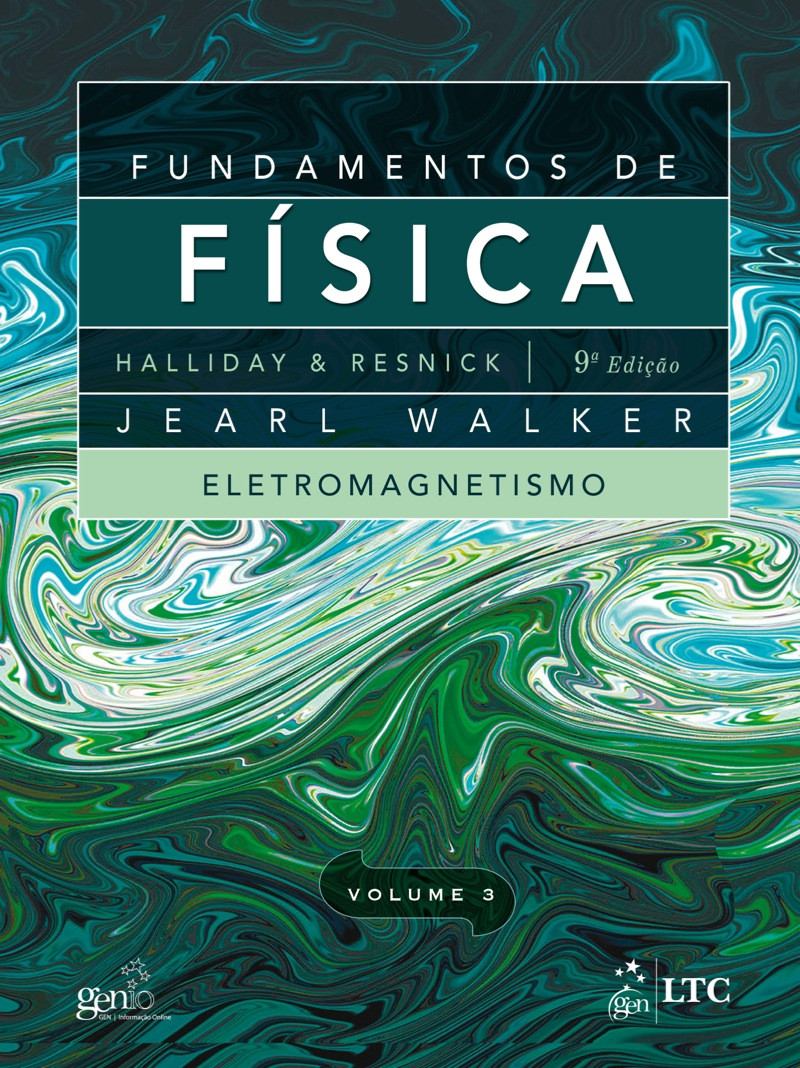 FUNDAMENTOS DE
FÍSICA
HALLIDAY & RESNICK | 9ª Edição
JEARL WALKER
ELETROMAGNETISMO
VOLUME 3
genio
GEN | Informação Online
gen
LTC